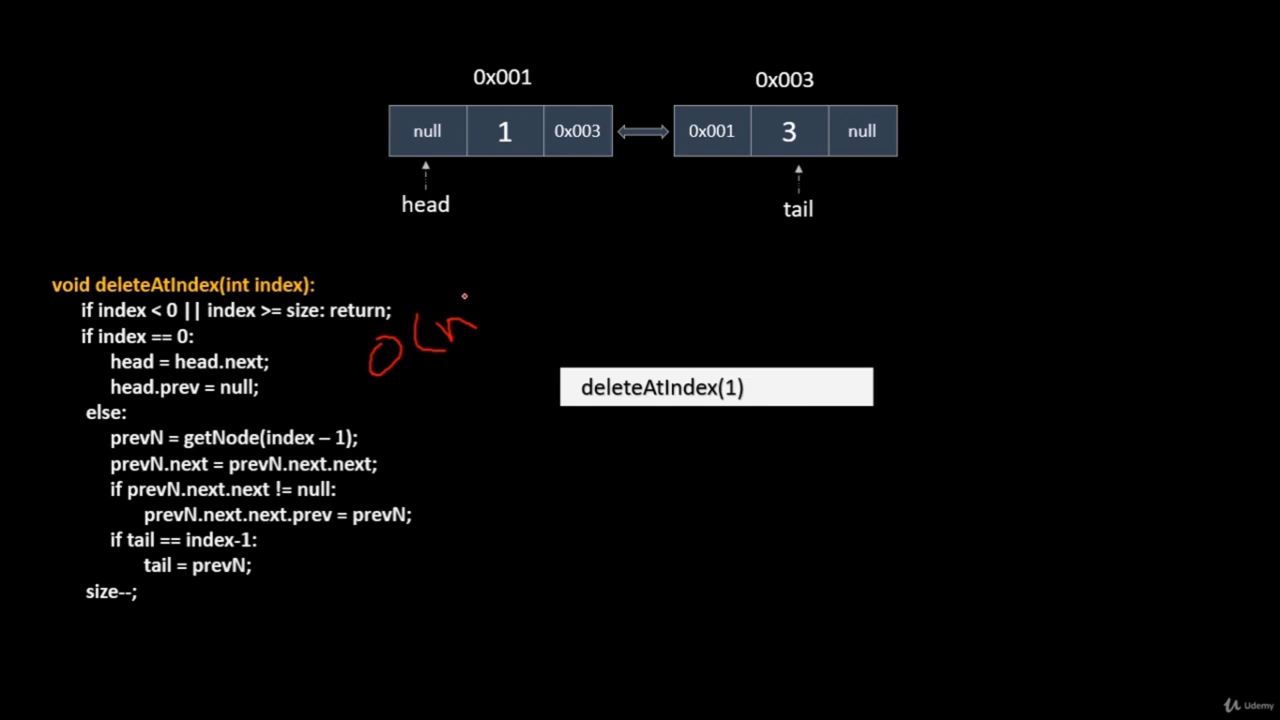 0x001 0x003
null 1 0x003 0x001 3 null
head tail
void deleteAtIndex(int index):
if index < 0 || index >= size: return;
if index == 0:
head = head.next;
head.prev = null;
O(n
deleteAtIndex(1)
else:
prevN = getNode(index – 1);
prevN.next = prevN.next.next;
if prevN.next.next != null:
prevN.next.next.prev = prevN;
if tail == index-1:
tail = prevN;
size--;
Udemy